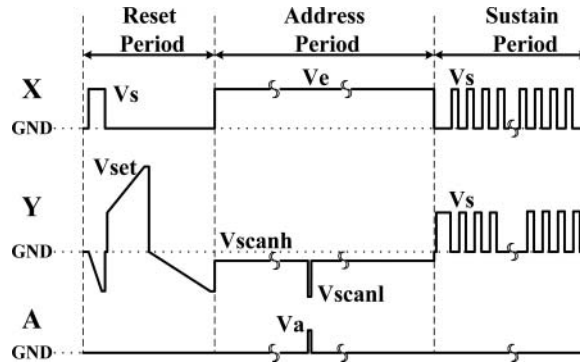 Reset Period
Address Period
Sustain Period
X
Vs
Ve
Vs
GND
Vset
Y
Vs
GND
Vscanh
Vscanl
A
Va
GND